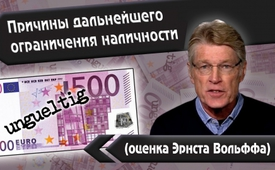 Причины дальнейшего
ограничения наличности
500
EURO
ungueltig
(оценка Эрнста Вольффа)